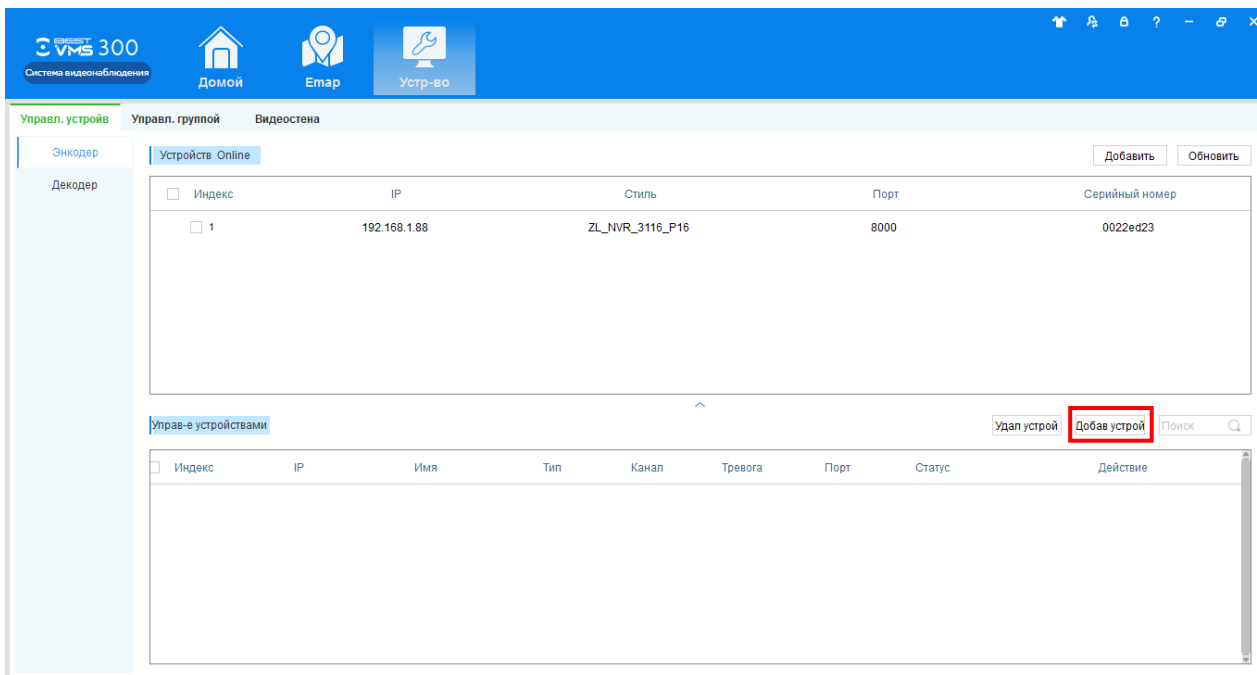 BEST
VMS 300
Система видеонаблюдения
Домой
Emap
Устр-во
?
Управл. устройв Управл. группой Видеостена
Энкодер
Декодер
Устройств Online Добавить Обновить
Индекс IP Стиль Порт Серийный номер
1 192.168.1.88 ZL_NVR_3116_P16 8000 0022ed23
Управ-е устройствами Удал устрой Добав устрой Поиск
Индекс IP Имя Тип Канал Тревога Порт Статус Действие